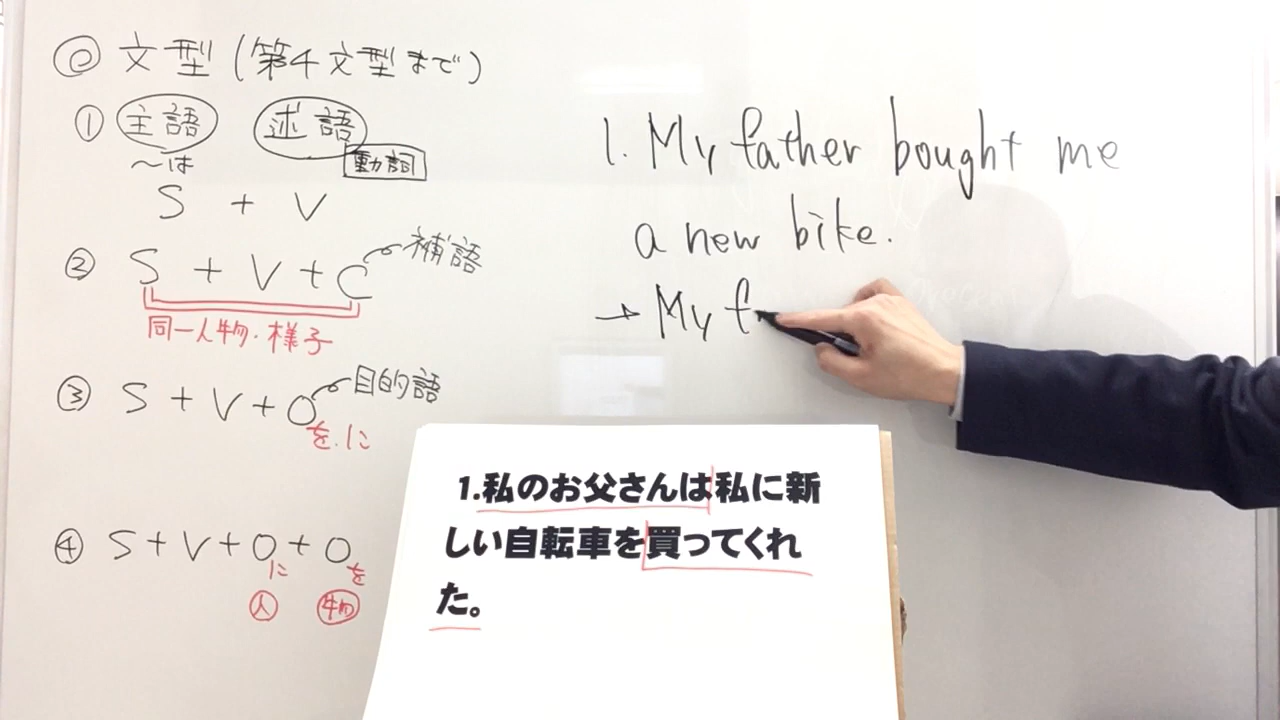 ◎ 文型 (第4文型まで)
① 主語 述語
〜は 動詞
S + V
② S + V + C 補語
同一人物・様子
③ S + V + O 目的語
を、に
④ S + V + O + O
に を
人 物
1. My father bought me
a new bike.
→ My f
1.私のお父さんは私に新
しい自転車を買ってくれ
た。